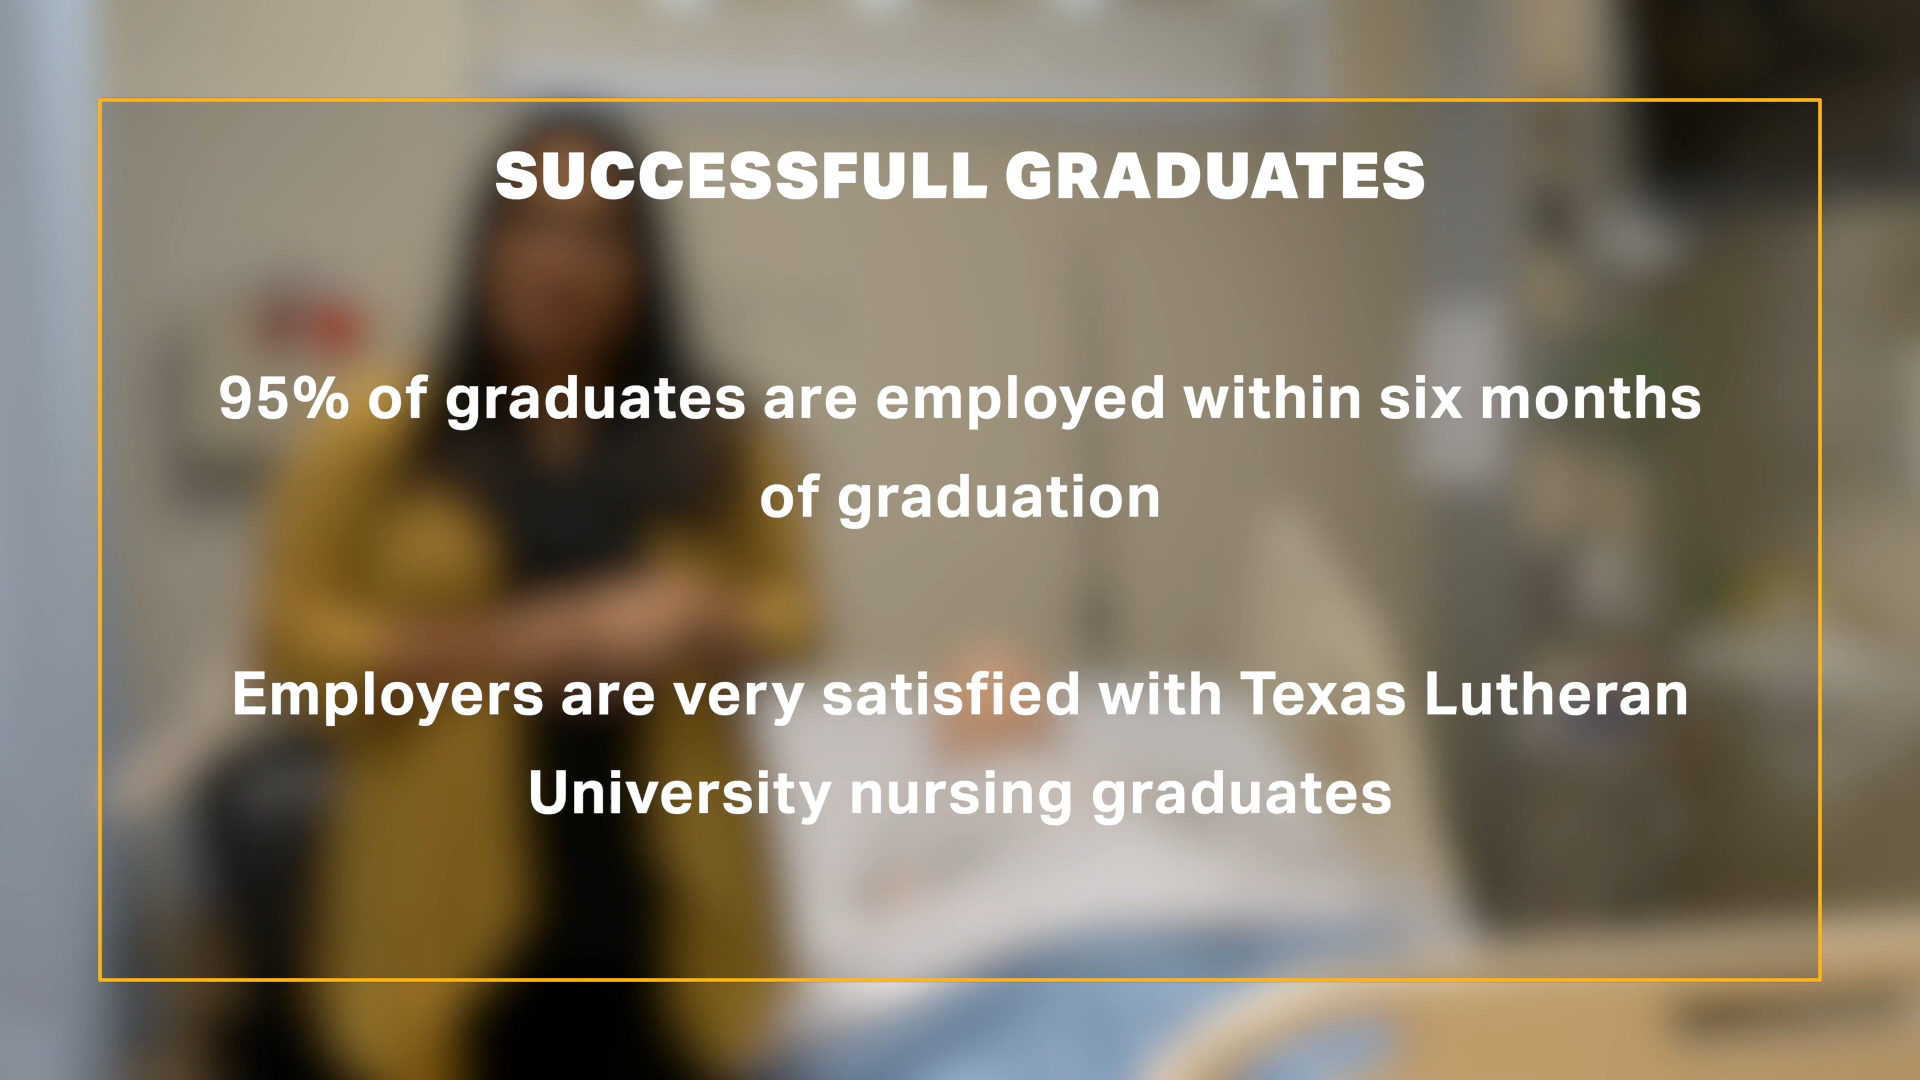 SUCCESSFULL GRADUATES
95% of graduates are employed within six months
of graduation
Employers are very satisfied with Texas Lutheran
University nursing graduates